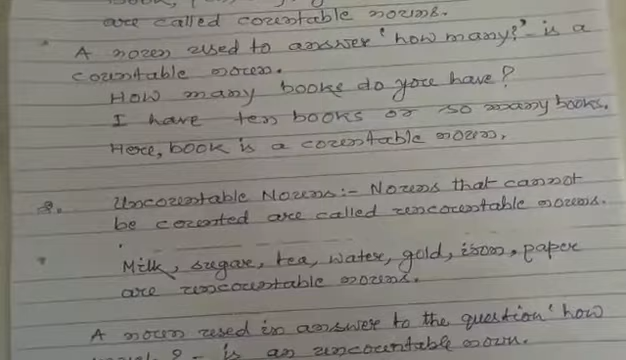 are called countable nouns.
A noun used to answer 'how many?' - is a
countable noun.
How many books do you have?
I have ten books or so many books.
Here, book is a countable noun.
2. Uncountable Nouns:- Nouns that cannot
be counted are called uncountable nouns.
Milk, sugar, tea, water, gold, iron, paper
are uncountable nouns.
A noun used in answer to the question 'how
? - is an uncountable noun.